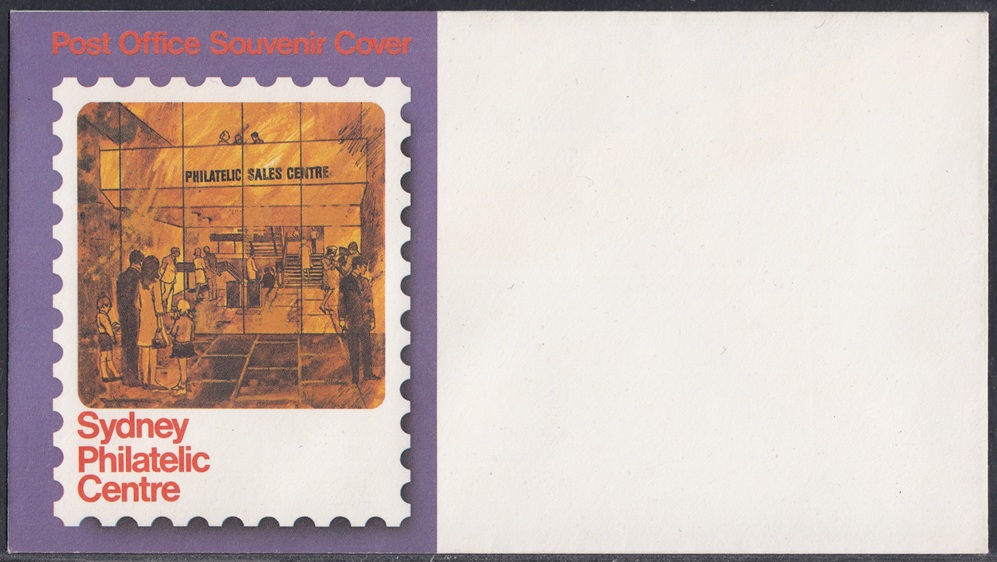 Post Office Souvenir Cover
PHILATELIC SALES CENTRE
Sydney
Philatelic
Centre